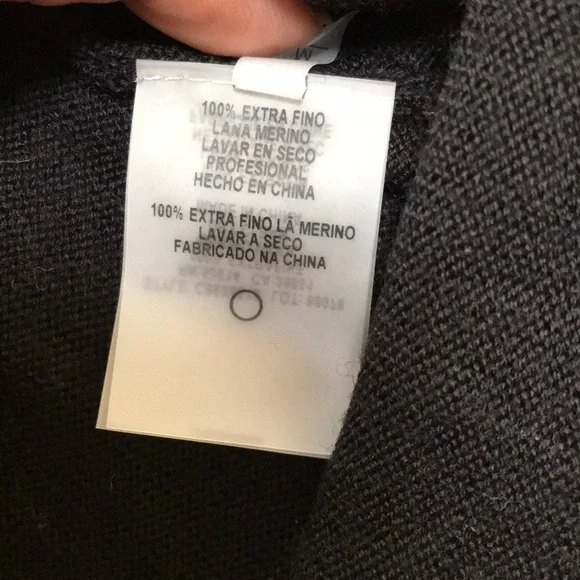 M
100% EXTRA FINO
LANA MERINO
LAVAR EN SECO
PROFESIONAL
HECHO EN CHINA
100% EXTRA FINO LÃ MERINO
LAVAR A SECO
FABRICADO NA CHINA